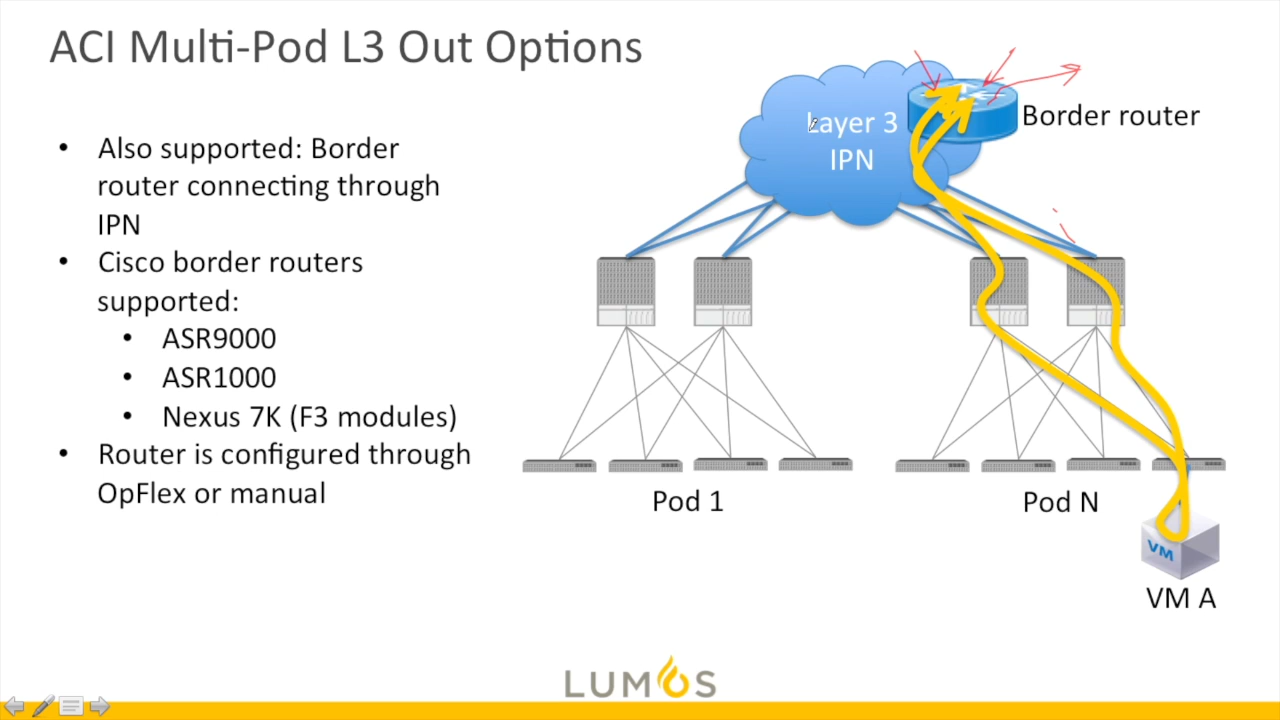 ACI Multi-Pod L3 Out Options
• Also supported: Border
router connecting through
IPN
• Cisco border routers
supported:
• ASR9000
• ASR1000
• Nexus 7K (F3 modules)
• Router is configured through
OpFlex or manual
Layer 3
IPN
Border router
Pod 1
Pod N
VM
VM A
LUMOS